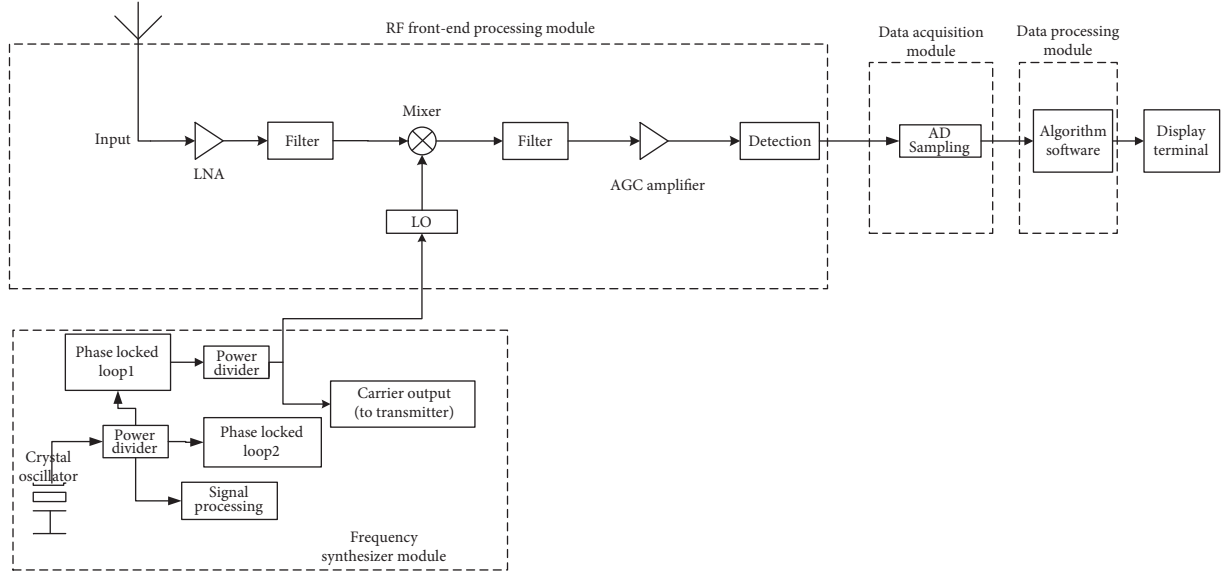 RF front-end processing module
Data acquisition
module
Data processing
module
Input
LNA
Filter
Mixer
LO
Filter
AGC amplifier
Detection
AD
Sampling
Algorithm
software
Display
terminal
Phase locked
loop1
Power
divider
Carrier output
(to transmitter)
Power
divider
Phase locked
loop2
Crystal
oscillator
Signal
processing
Frequency
synthesizer module